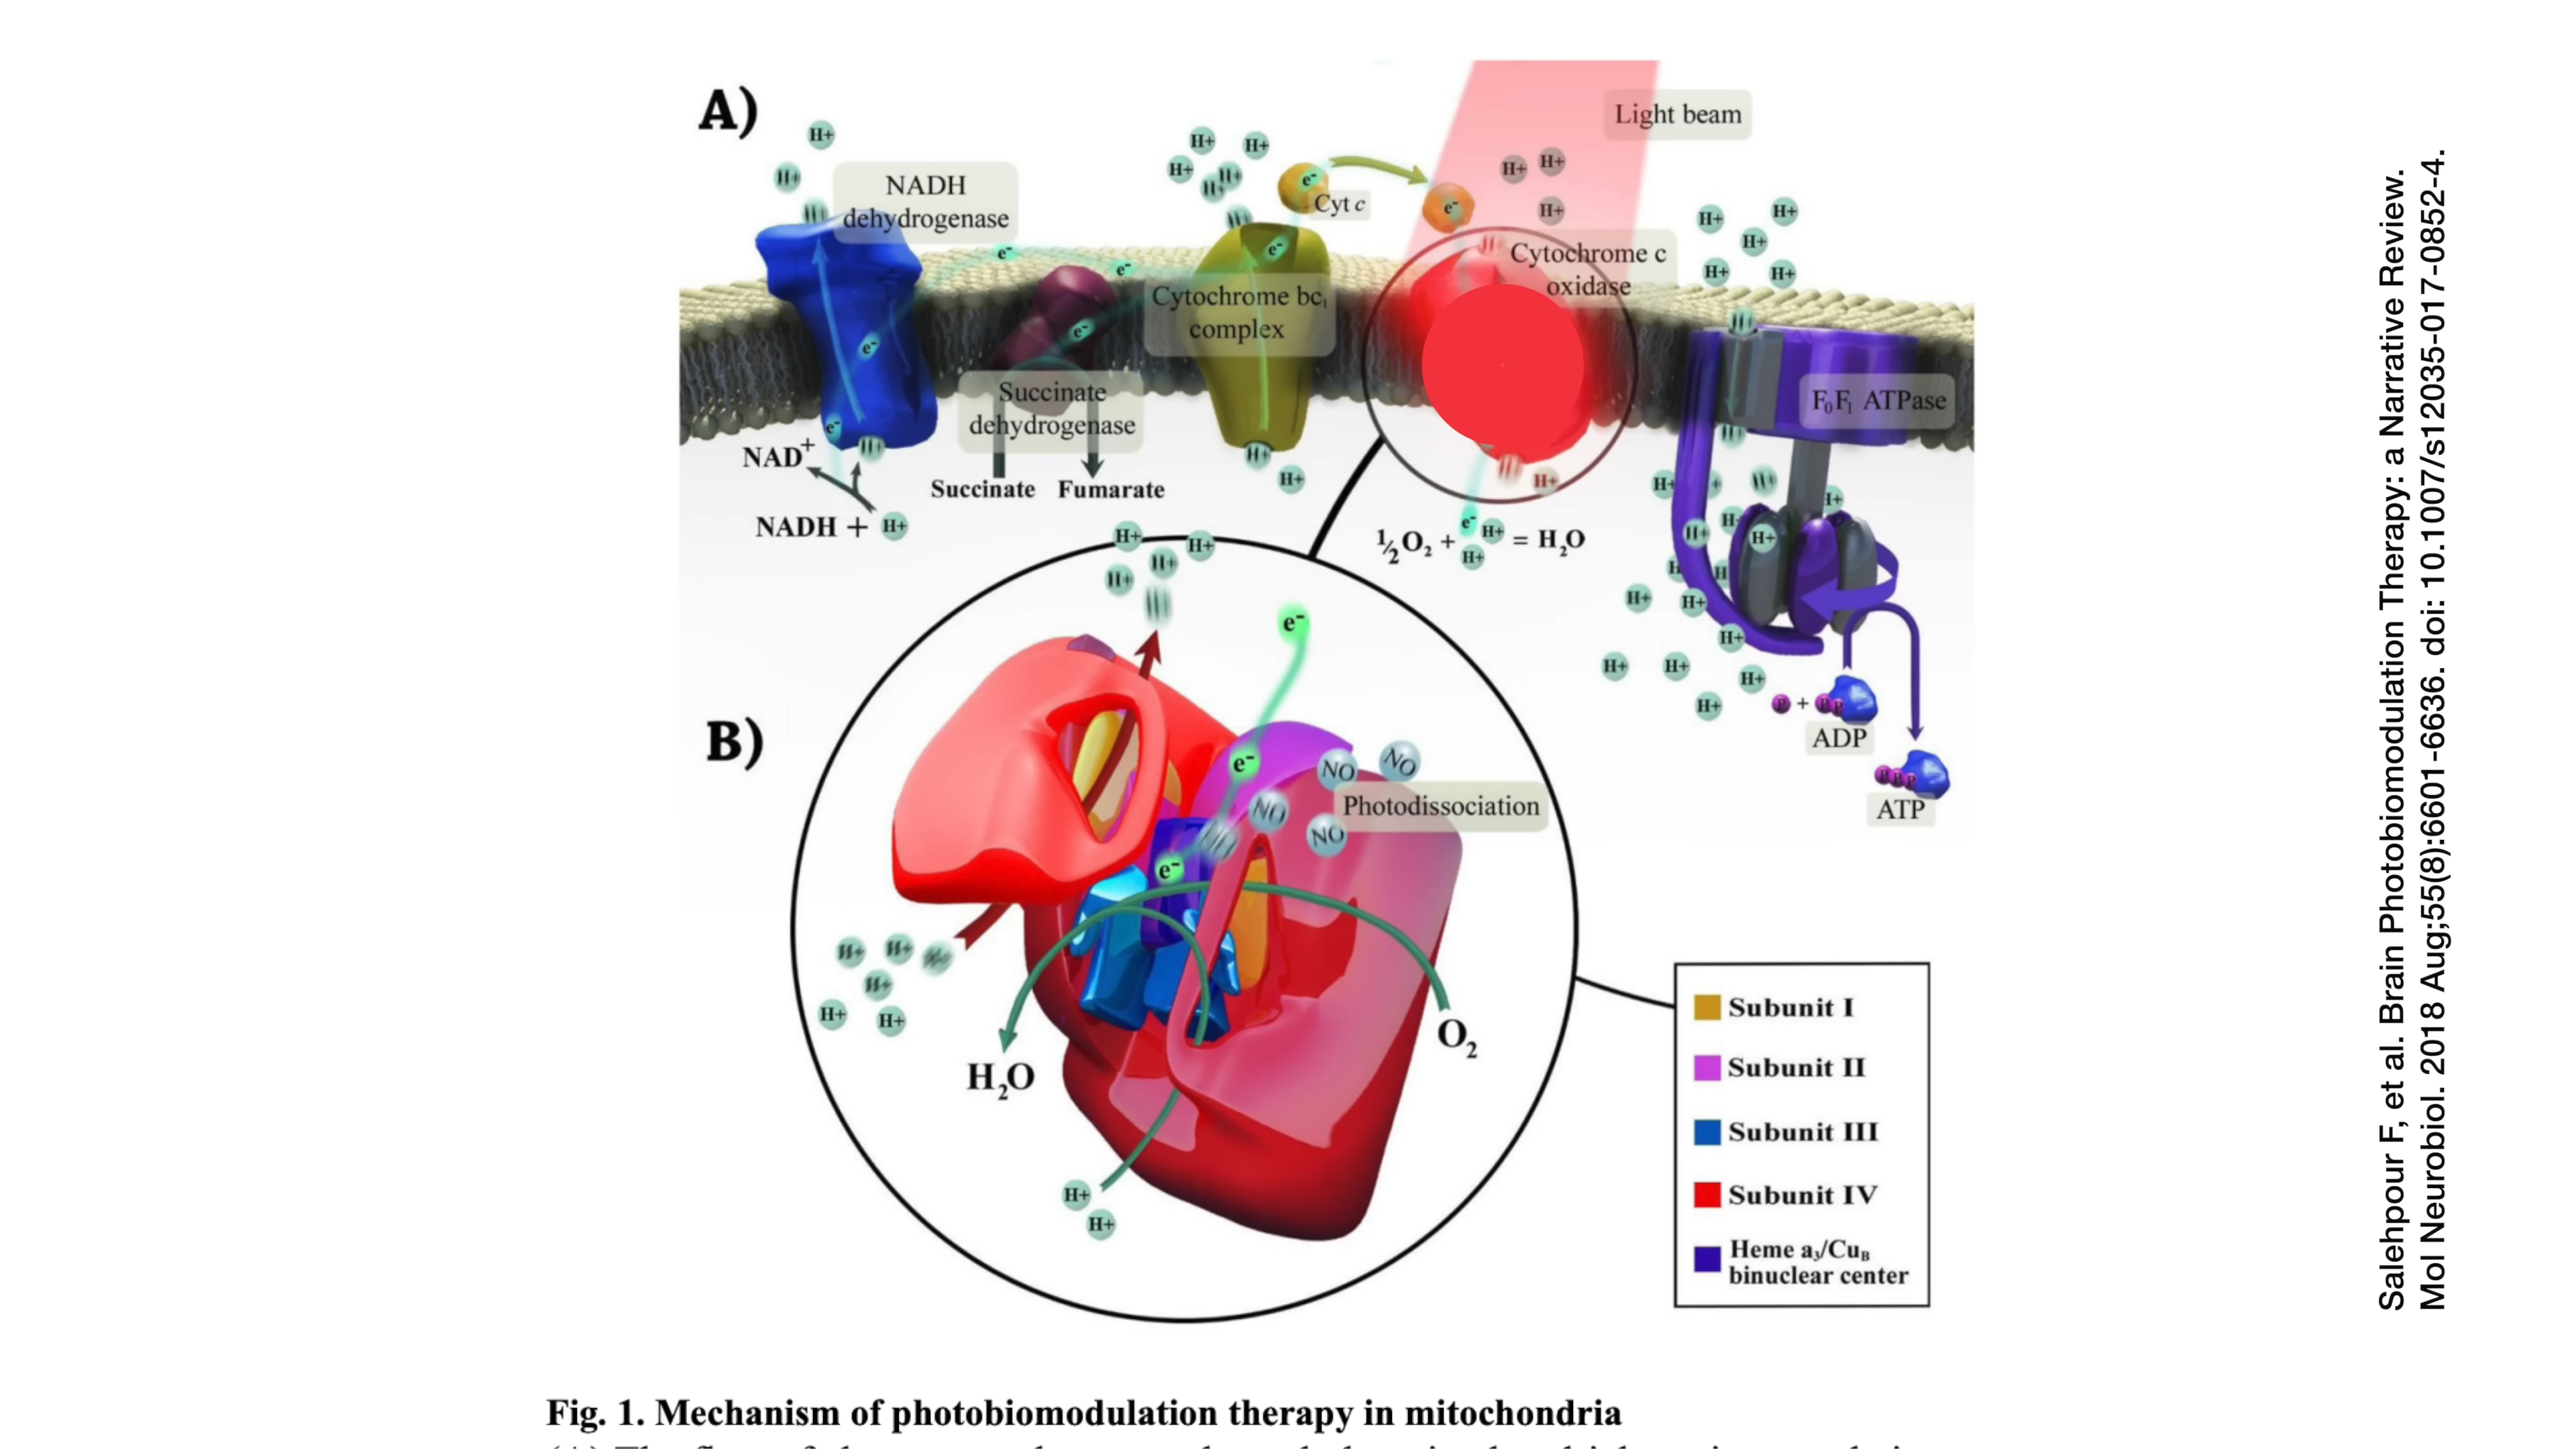 A)
Light beam
H+
H+
H+
H+
H+
H+
H+
H+
H+
H+
NADH
dehydrogenase
e-
Cyt c
e-
H+
H+
H+
H+
H+
H+
e-
e-
e-
Cytochrome c
oxidase
Cytochrome bc1
complex
e-
e-
Succinate
dehydrogenase
F0F1 ATPase
e-
NAD+
H+
H+
H+
Succinate Fumarate
NADH + H+
½O2 + e- H+ H+ = H2O
H+
H+
H+
H+
H+
H+
H+
H+
H+
H+
H+
H+
P + PP
ADP
PPP
ATP
B)
H+
H+
H+
H+
e-
e-
NO
NO
NO
NO
Photodissociation
e-
H+
H+
H+
H+
H+
O2
H2O
H+
H+
Subunit I
Subunit II
Subunit III
Subunit IV
Heme a3/CuB
binuclear center
Fig. 1. Mechanism of photobiomodulation therapy in mitochondria
Salehpour F, et al. Brain Photobiomodulation Therapy: a Narrative Review.
Mol Neurobiol. 2018 Aug;55(8):6601-6636. doi: 10.1007/s12035-017-0852-4.